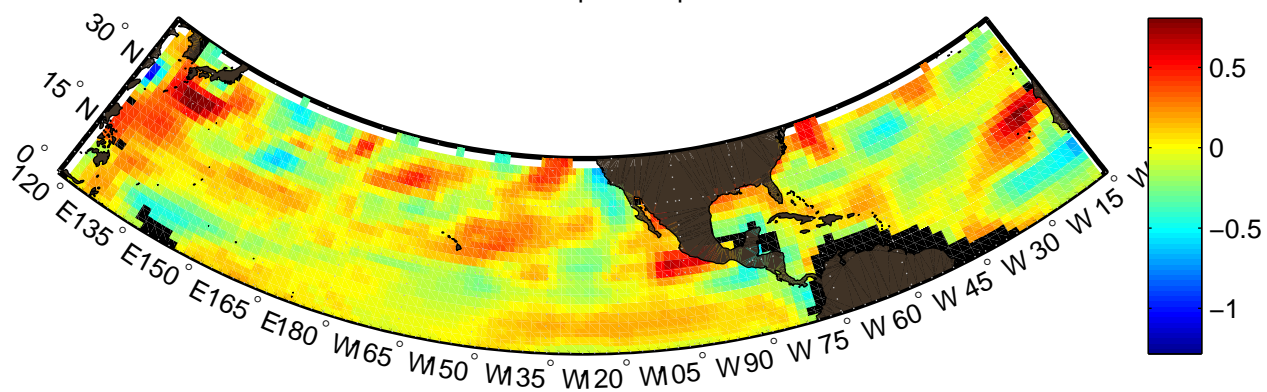 30° N
15° N
0°
120° E
135° E
150° E
165° E
180° W
165° W
150° W
135° W
120° W
105° W
90° W
75° W
60° W
45° W
30° W
15° W
0.5
0
−0.5
−1